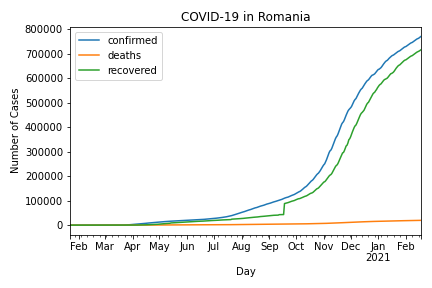 COVID-19 in Romania
confirmed
deaths
recovered
Number of Cases
800000
700000
600000
500000
400000
300000
200000
100000
0
Feb Mar Apr May Jun Jul Aug Sep Oct Nov Dec Jan Feb
2021
Day